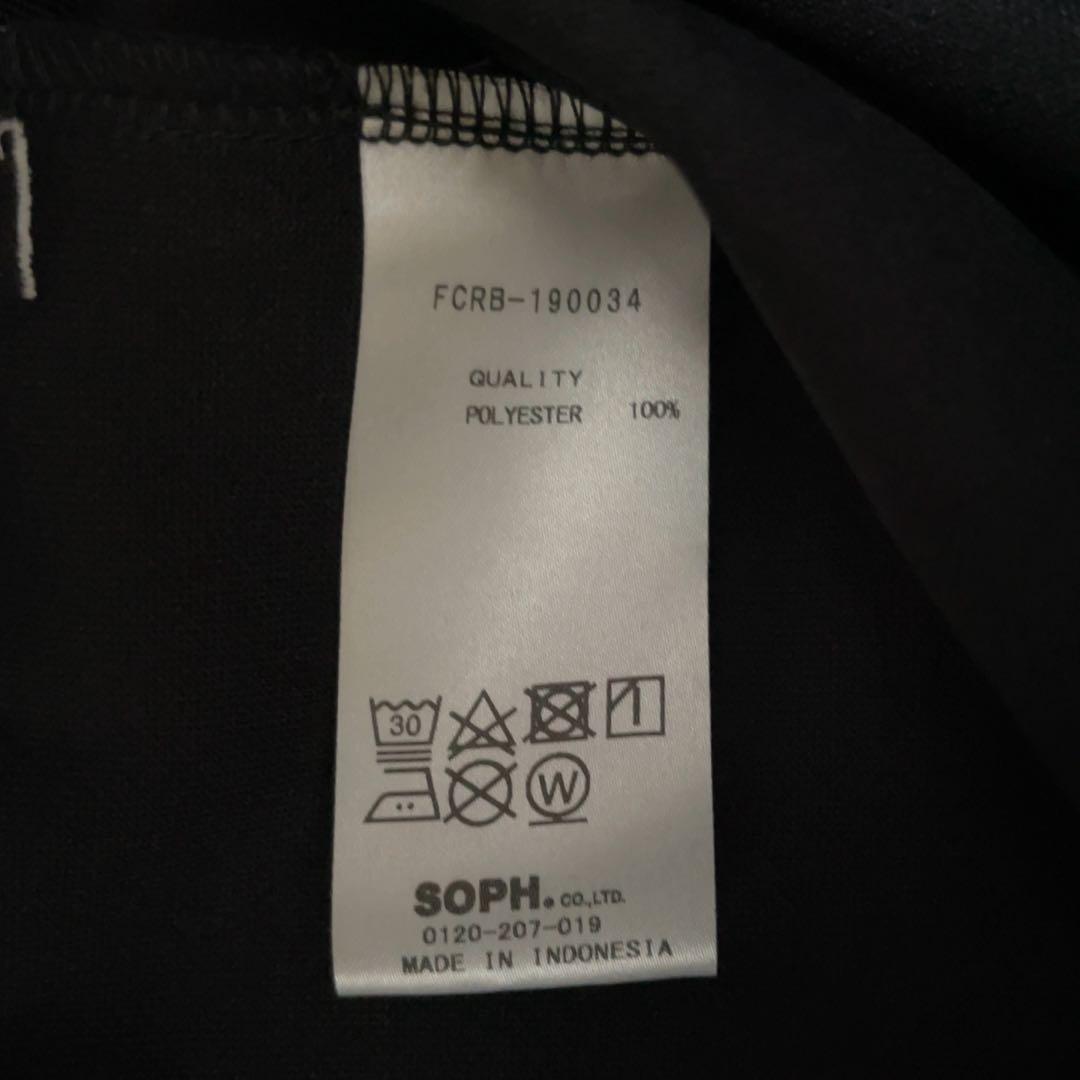 FCRB-190034
QUALITY
POLYESTER 100%
30
W
SOPH. CO.,LTD.
0120-207-019
MADE IN INDONESIA